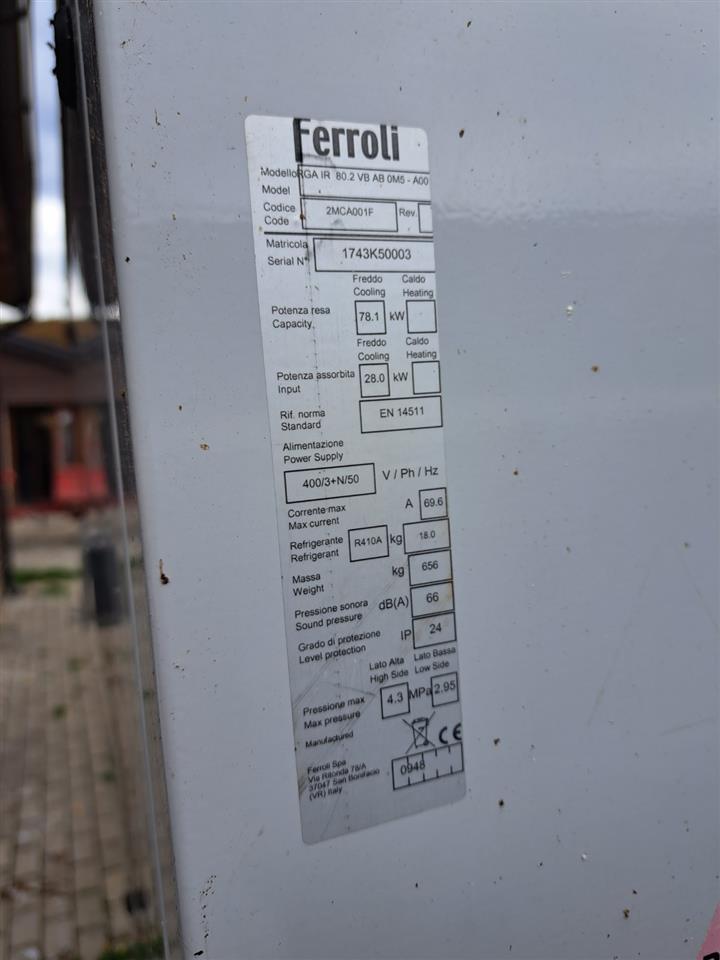 Ferroli
Modello RGA IR 80.2 VB AB 0M5 - A00
Model
Codice
Code 2MCA001F Rev.
Matricola
Serial N° 1743K50003
Freddo Caldo
Cooling Heating
Potenza resa
Capacity 78.1 kW
Freddo Caldo
Cooling Heating
Potenza assorbita
Input 28.0 kW
Rif. norma
Standard EN 14511
Alimentazione
Power Supply
400/3+N/50 V / Ph / Hz
Corrente max
Max current A 69.6
Refrigerante
Refrigerant R410A kg 18.0
Massa
Weight kg 656
Pressione sonora
Sound pressure dB(A) 66
Grado di protezione
Level protection IP 24
Lato Alta Lato Bassa
High Side Low Side
Pressione max
Max pressure 4.3 MPa 2.95
Manufactured CE
Ferroli Spa
Via Ritonda 78/A
37047 San Bonifacio
(VR) Italy
0948